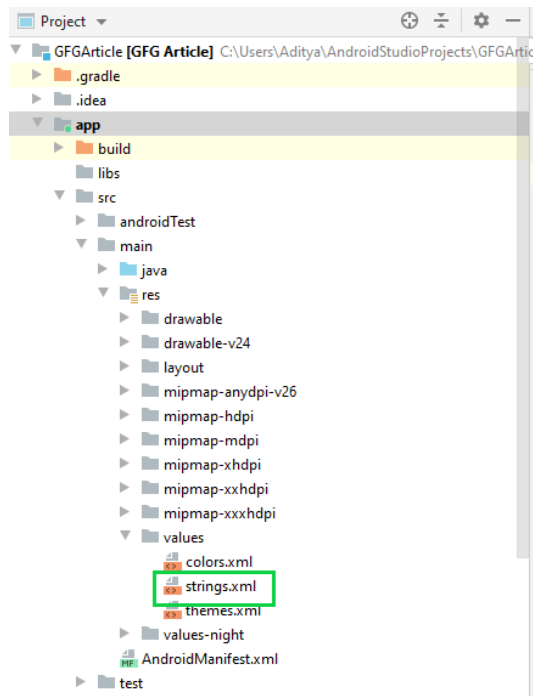 Project
GFGArticle [GFG Article] C:\Users\Aditya\AndroidStudioProjects\GFGArtic
.gradle
.idea
app
build
libs
src
androidTest
main
java
res
drawable
drawable-v24
layout
mipmap-anydpi-v26
mipmap-hdpi
mipmap-mdpi
mipmap-xhdpi
mipmap-xxhdpi
mipmap-xxxhdpi
values
colors.xml
strings.xml
themes.xml
values-night
MF AndroidManifest.xml
test